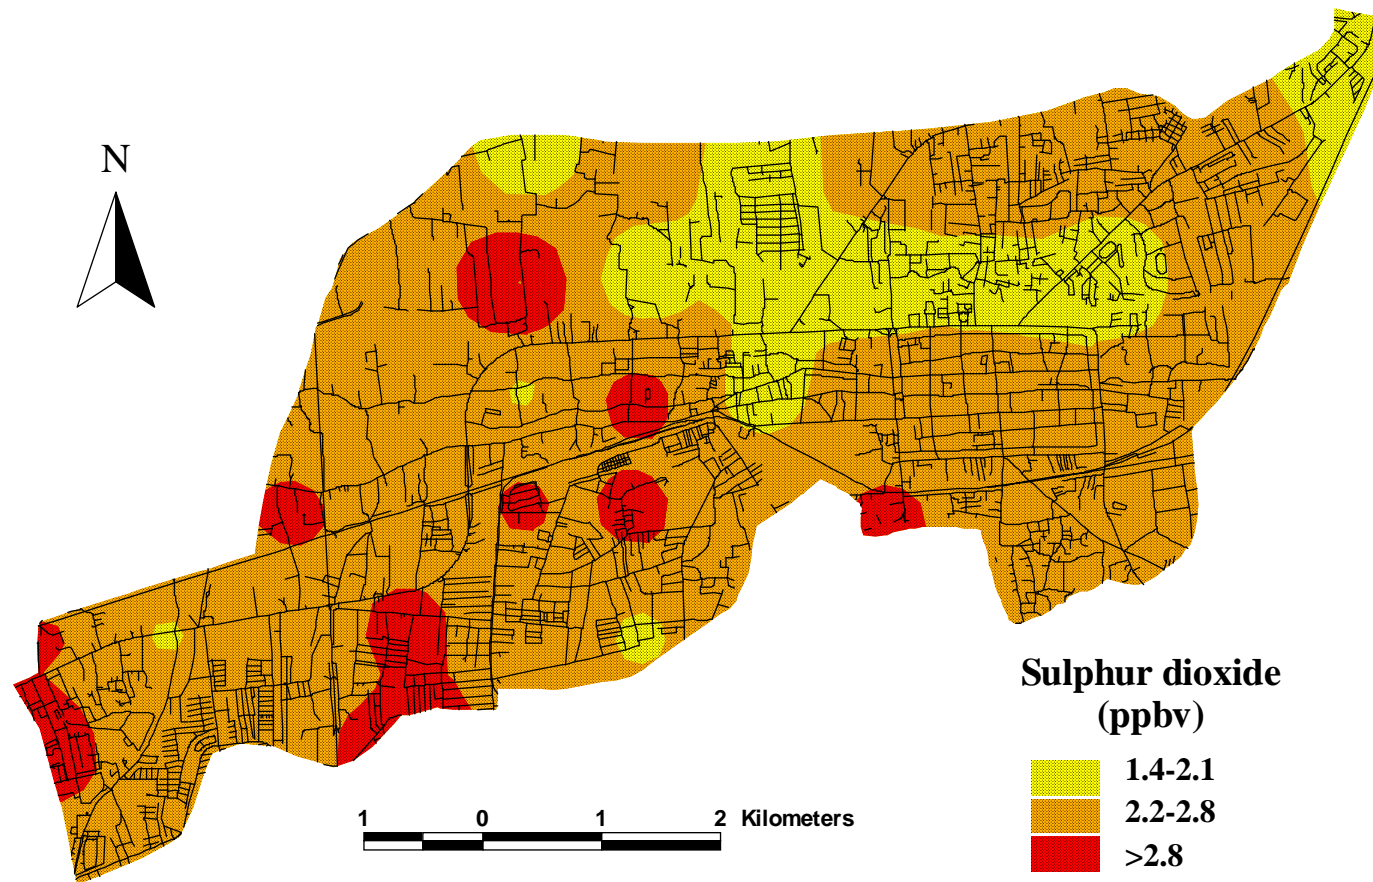 N
Sulphur dioxide
(ppbv)
1.4-2.1
2.2-2.8
>2.8
1 0 1 2 Kilometers